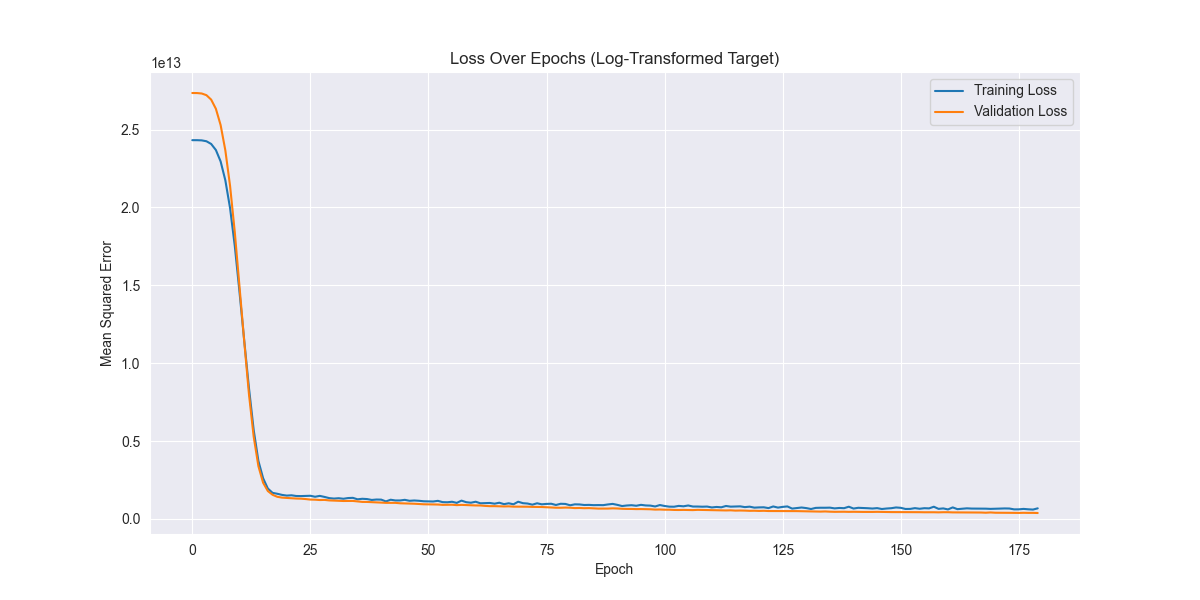 Loss Over Epochs (Log-Transformed Target)
1e13
Training Loss
Validation Loss
2.5
2.0
1.5
1.0
0.5
0.0
Mean Squared Error
0 25 50 75 100 125 150 175
Epoch